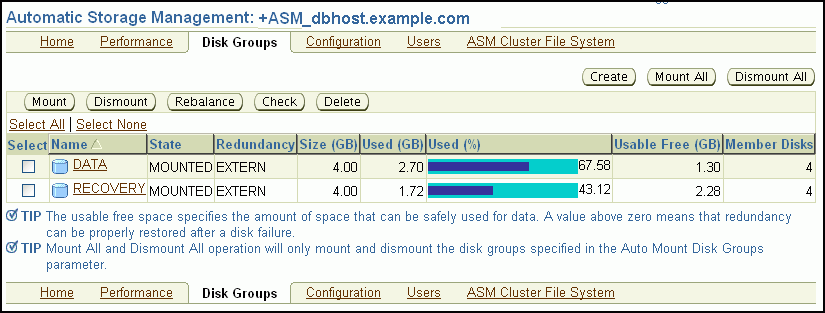 Automatic Storage Management: +ASM_dbhost.example.com
Home Performance Disk Groups Configuration Users ASM Cluster File System
Create Mount All Dismount All
Mount Dismount Rebalance Check Delete
Select All | Select None
Select Name State Redundancy Size (GB) Used (GB) Used (%) Usable Free (GB) Member Disks
DATA MOUNTED EXTERN 4.00 2.70 67.58 1.30 4
RECOVERY MOUNTED EXTERN 4.00 1.72 43.12 2.28 4
TIP The usable free space specifies the amount of space that can be safely used for data. A value above zero means that redundancy
can be properly restored after a disk failure.
TIP Mount All and Dismount All operation will only mount and dismount the disk groups specified in the Auto Mount Disk Groups
parameter.
Home Performance Disk Groups Configuration Users ASM Cluster File System